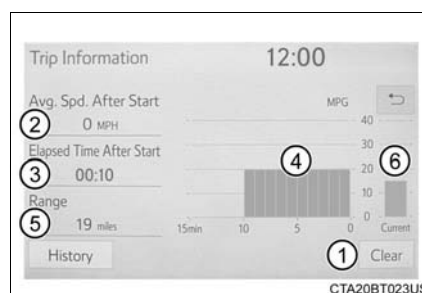 Trip Information 12:00
Avg. Spd. After Start MPG
2 0 MPH 40
Elapsed Time After Start 30
3 00:10 4 20 6
Range 10
5 19 miles 0
15min 10 5 0 Current
History 1 Clear
CTA20BT023US